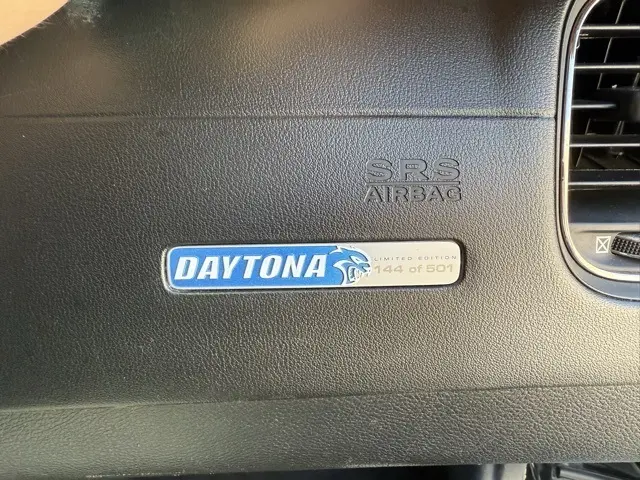 SRS
AIRBAG
DAYTONA
LIMITED EDITION
144 of 501